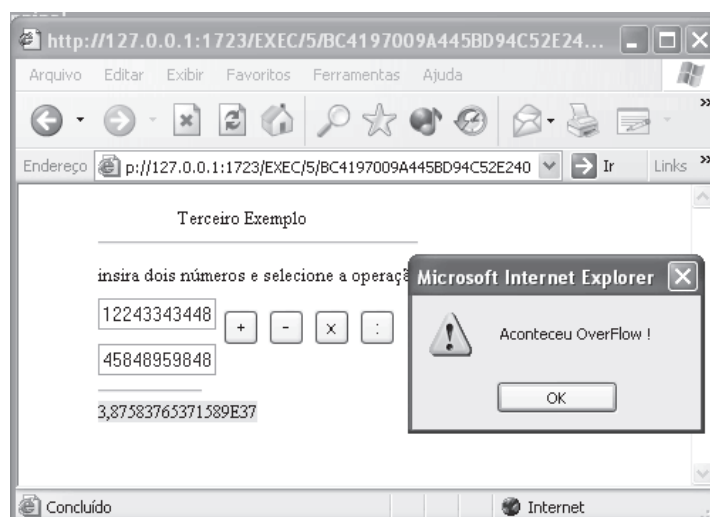 http://127.0.0.1:1723/EXEC/5/BC4197009A445BD94C52E24...
Arquivo Editar Exibir Favoritos Ferramentas Ajuda
Endereço p://127.0.0.1:1723/EXEC/5/BC4197009A445BD94C52E240 Ir Links
Terceiro Exemplo
insira dois números e selecione a
12243343448
+ - x :
45848959848
3,87583765371589E37
Microsoft Internet Explorer
Aconteceu OverFlow !
OK
Concluído Internet